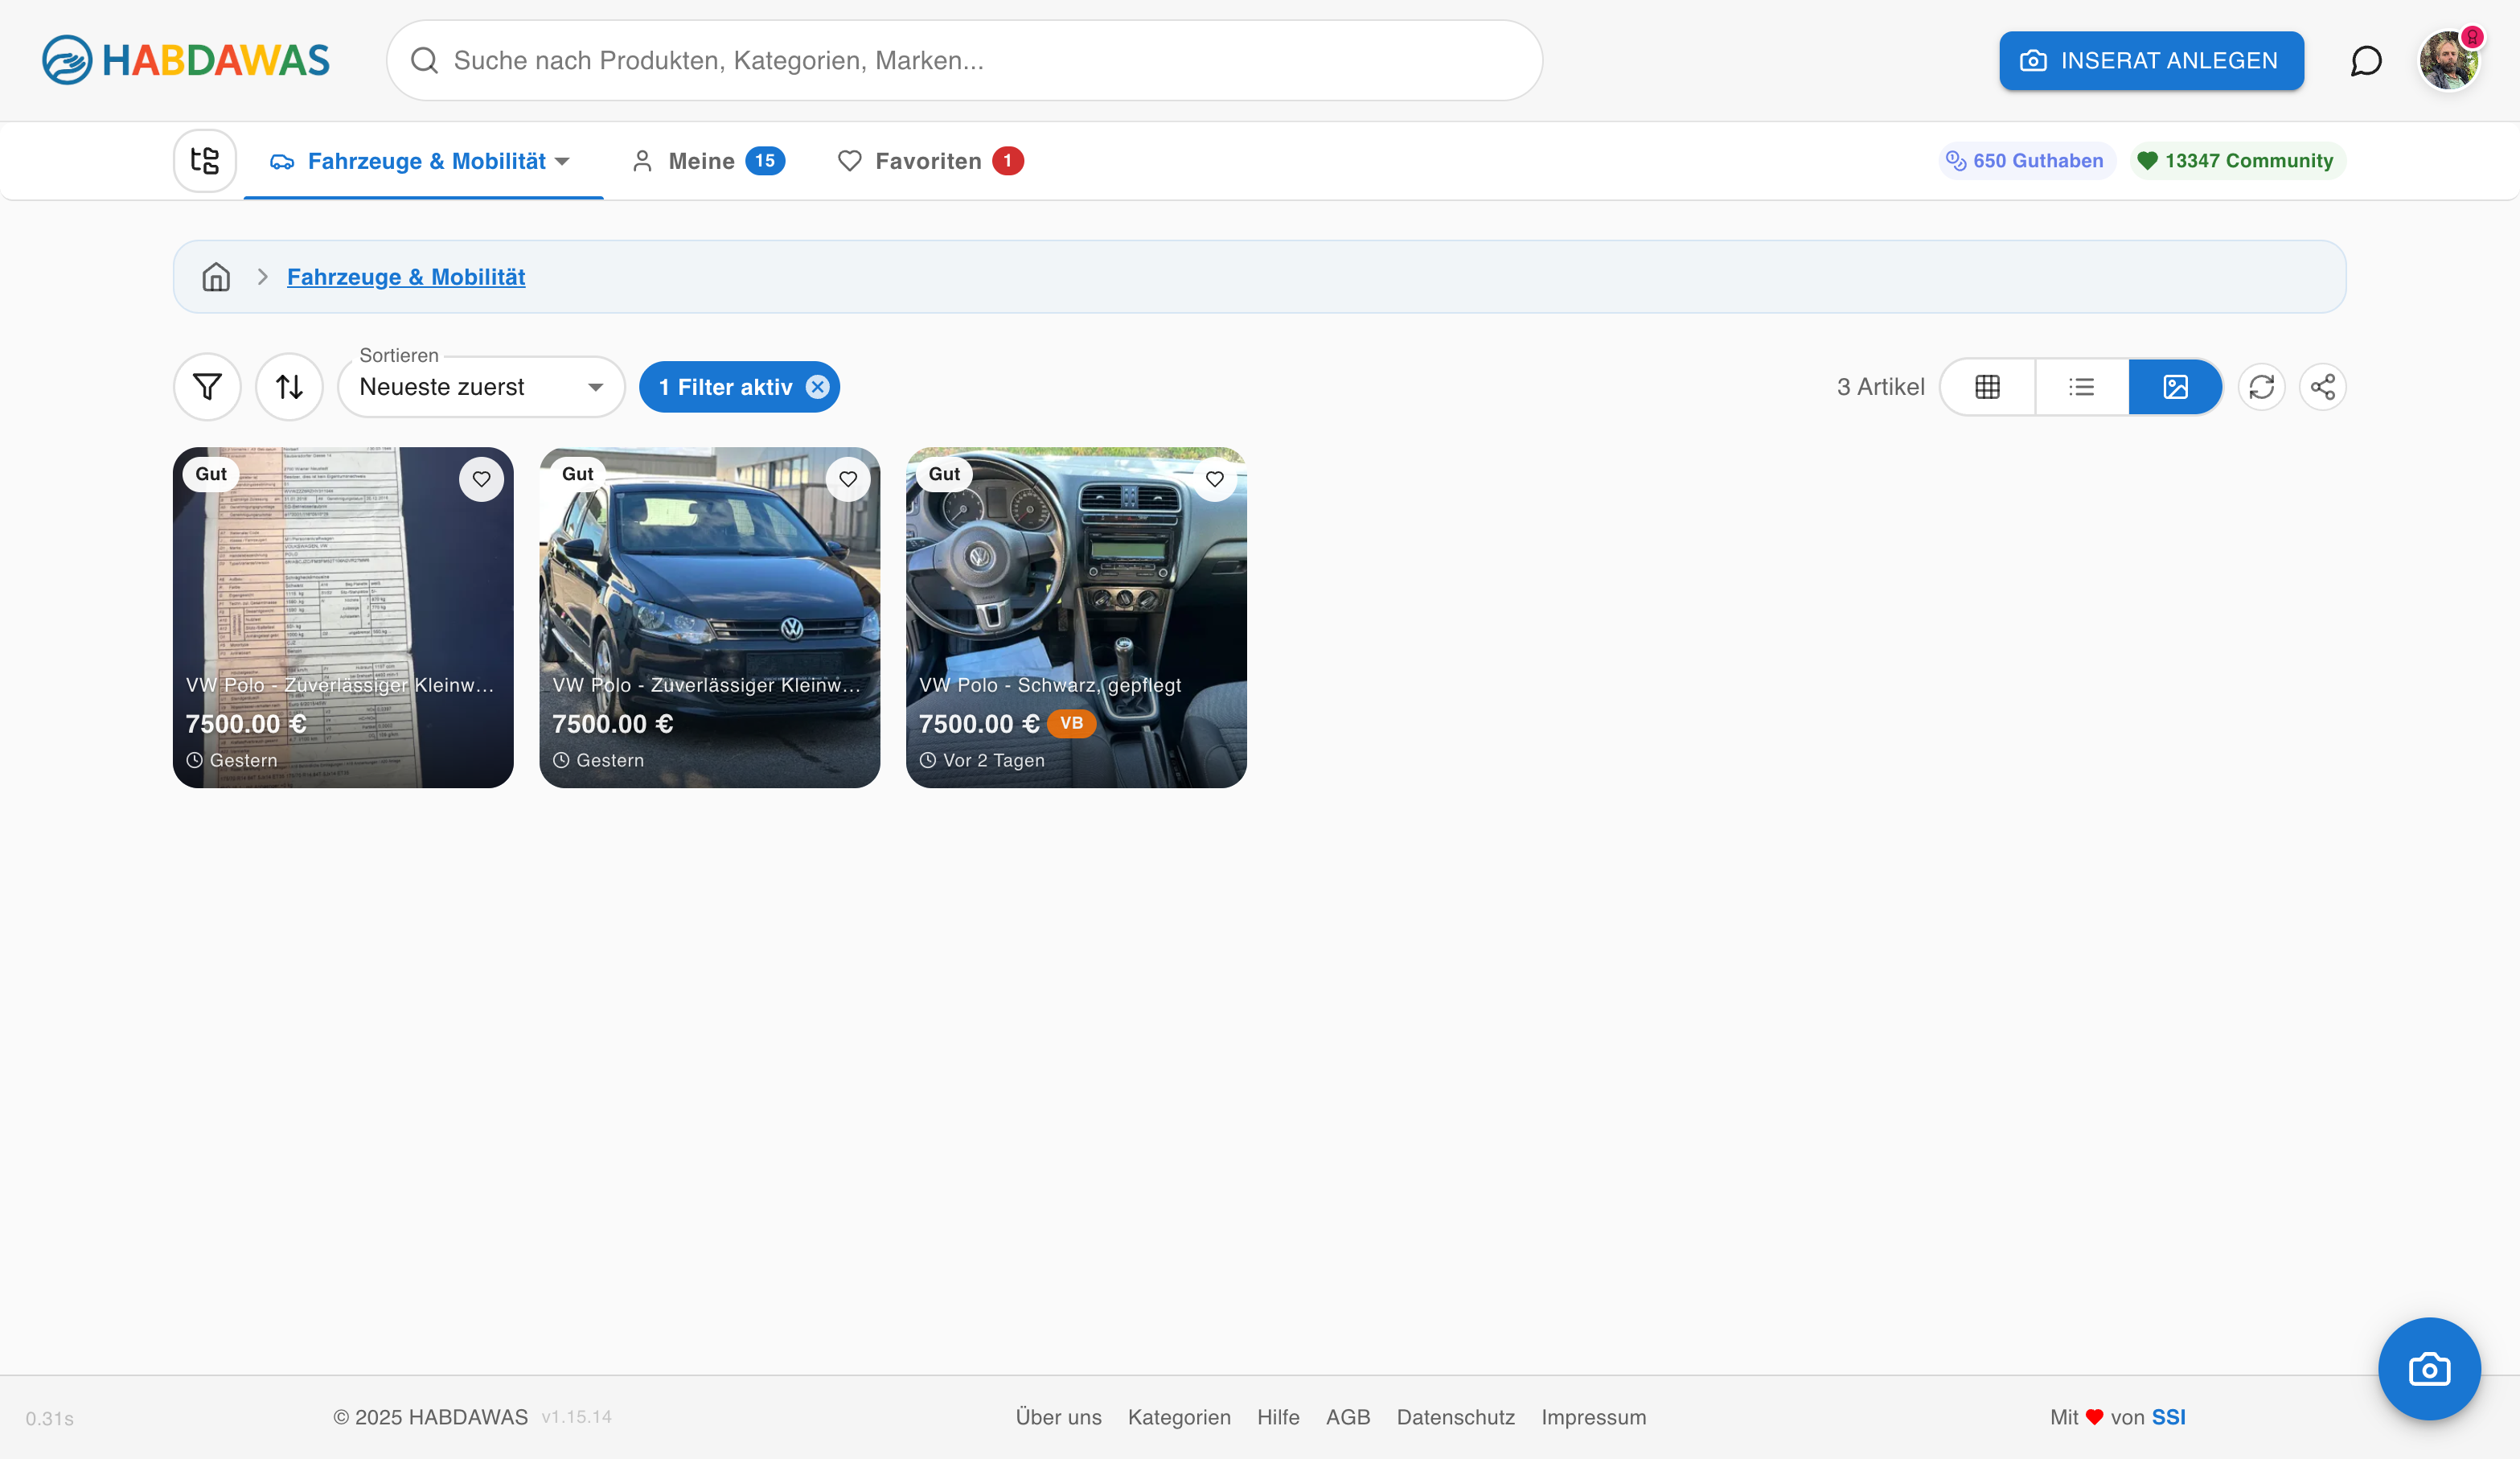 HABDAWAS
Suche nach Produkten, Kategorien, Marken...
INSERAT ANLEGEN
Fahrzeuge & Mobilität
Meine 15
Favoriten 1
650 Guthaben
13347 Community
Fahrzeuge & Mobilität
Sortieren
Neueste zuerst
1 Filter aktiv
3 Artikel
Gut
VW Polo - Zuverlässiger Kleinw...
7500.00 €
Gestern
Gut
VW Polo - Zuverlässiger Kleinw...
7500.00 €
Gestern
Gut
VW Polo - Schwarz, gepflegt
7500.00 € VB
Vor 2 Tagen
0.31s
© 2025 HABDAWAS v1.15.14
Über uns Kategorien Hilfe AGB Datenschutz Impressum
Mit von SSI